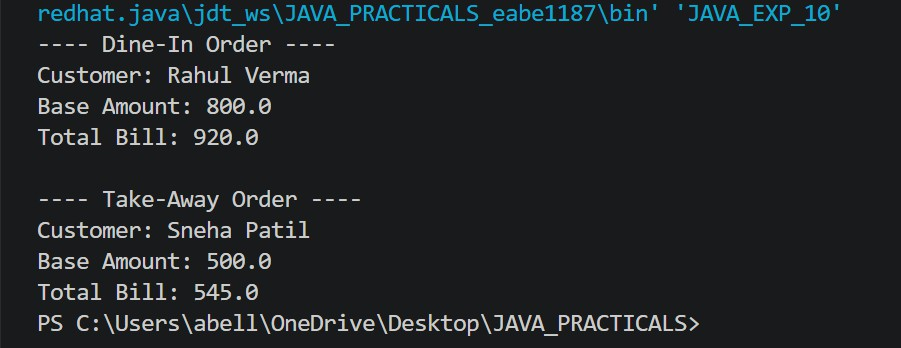 redhat.java\jdt_ws\JAVA_PRACTICALS_eabe1187\bin' 'JAVA_EXP_10'
---- Dine-In Order ----
Customer: Rahul Verma
Base Amount: 800.0
Total Bill: 920.0
---- Take-Away Order ----
Customer: Sneha Patil
Base Amount: 500.0
Total Bill: 545.0
PS C:\Users\abell\OneDrive\Desktop\JAVA_PRACTICALS>